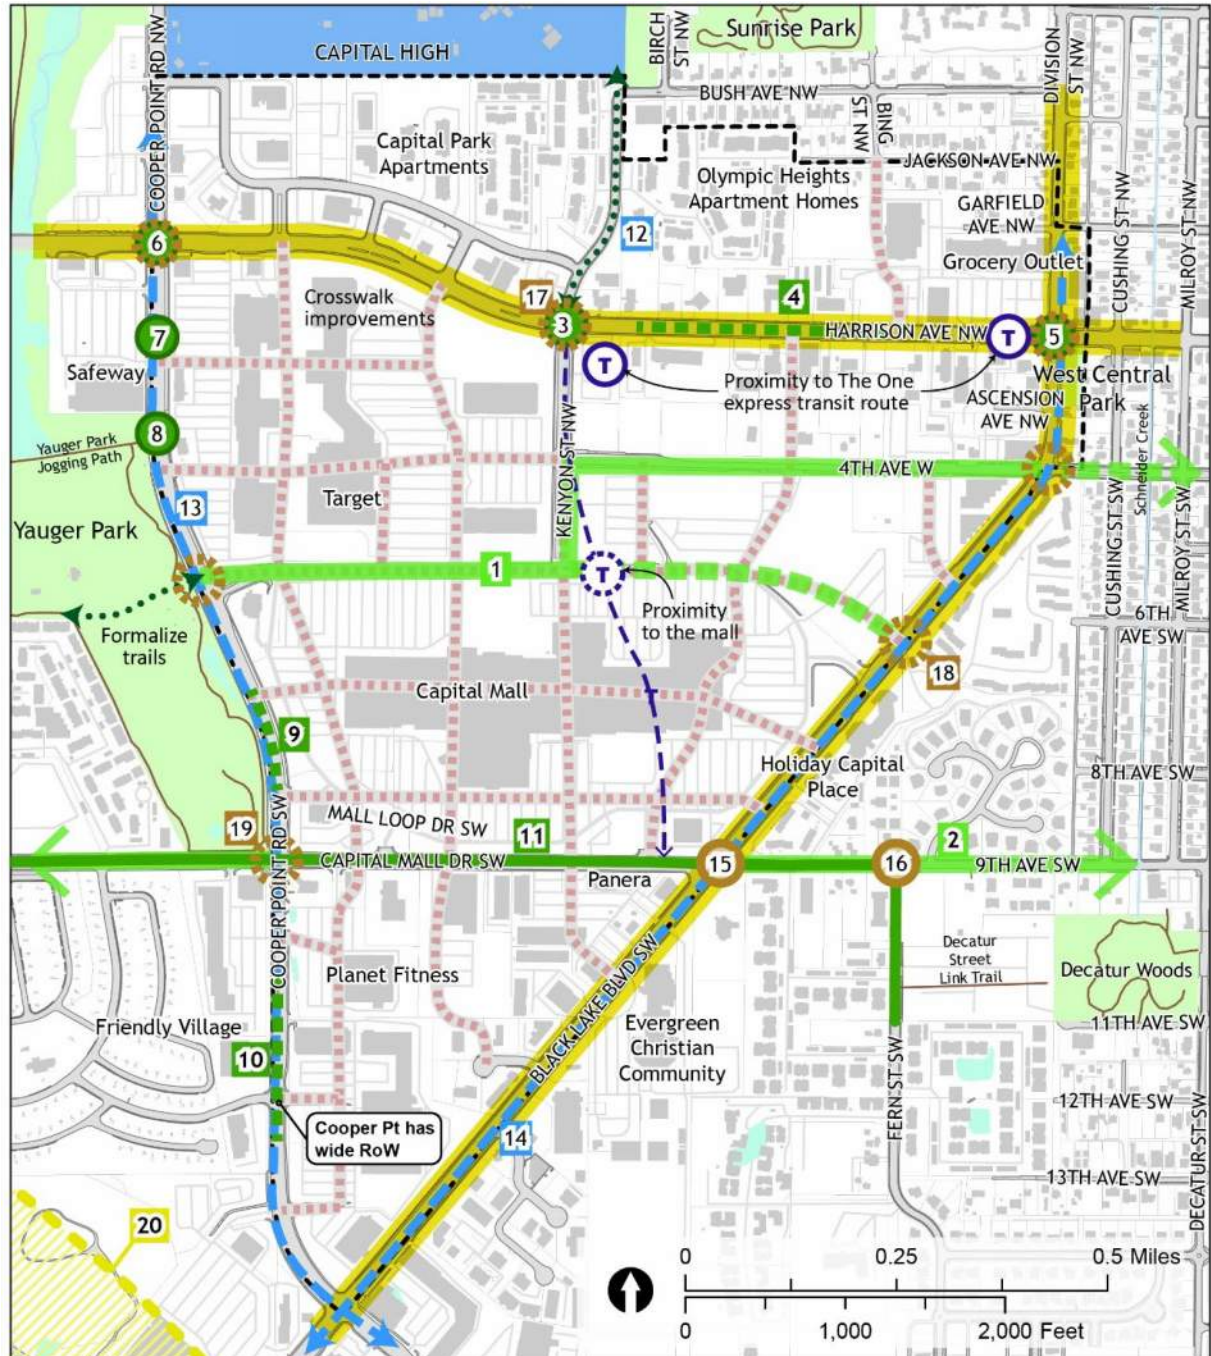 COOPER POINT RD NW
CAPITAL HIGH
BIRCH
ST NW
Sunrise Park
DIVISION
ST NW
BUSH AVE NW
BING
ST NW
Capital Park
Apartments
JACKSON AVE NW
Olympic Heights
Apartment Homes
GARFIELD
AVE NW
CUSHING ST NW
MILROY ST NW
12
6
Grocery Outlet
Crosswalk
improvements
17
3
4
HARRISON AVE NW
T
5
7
Safeway
T
Proximity to The One
express transit route
West Central
Park
ASCENSION
AVE NW
8
Yauger Park
Jogging Path
KENYON ST NW
4TH AVE W
Schneider Creek
13
Target
Yauger Park
CUSHING ST SW
MILROY ST SW
1
T
Proximity
to the mall
6TH
AVE SW
Formalize
trails
18
Capital Mall
9
Holiday Capital
Place
8TH AVE SW
MALL LOOP DR SW
19
11
2
CAPITAL MALL DR SW
15
16
9TH AVE SW
Panera
COOPER POINT RD SW
Planet Fitness
Decatur
Street
Link Trail
Decatur Woods
Friendly Village
BLACK LAKE BLVD SW
Evergreen
Christian
Community
11TH AVE SW
10
FERN ST SW
12TH AVE SW
Cooper Pt has
wide RoW
14
13TH AVE SW
DECATUR ST SW
20
0 0.25 0.5 Miles
0 1,000 2,000 Feet